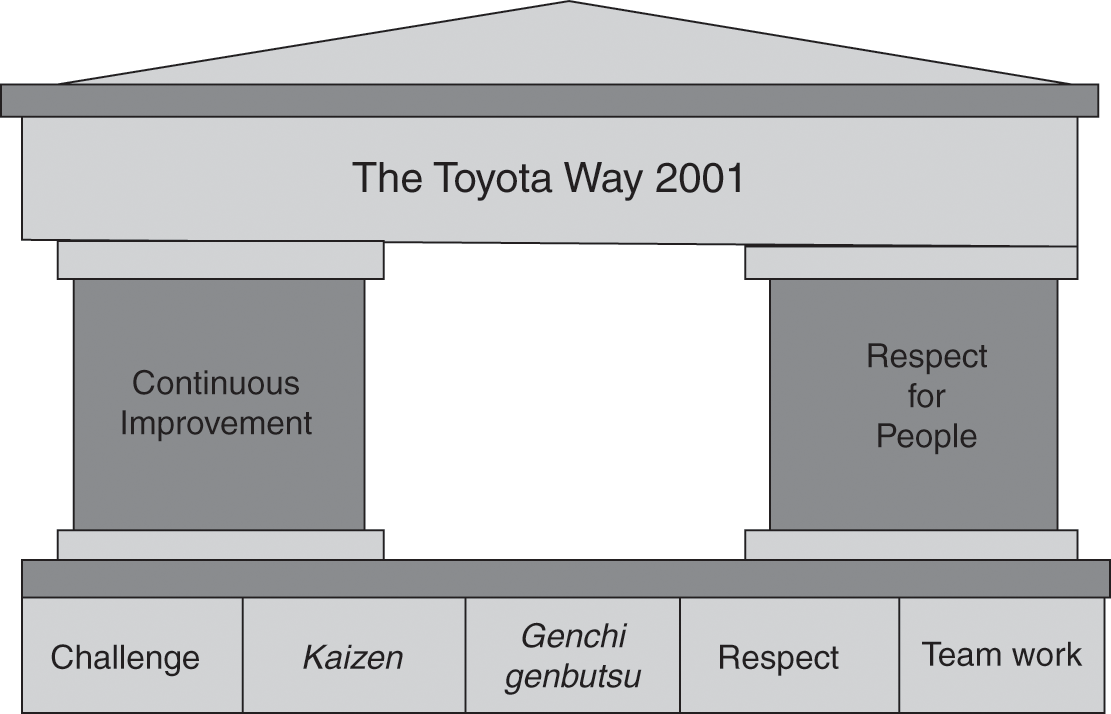 The Toyota Way 2001
Continuous
Improvement
Respect
for
People
Challenge
Kaizen
Genchi
genbutsu
Respect
Team work